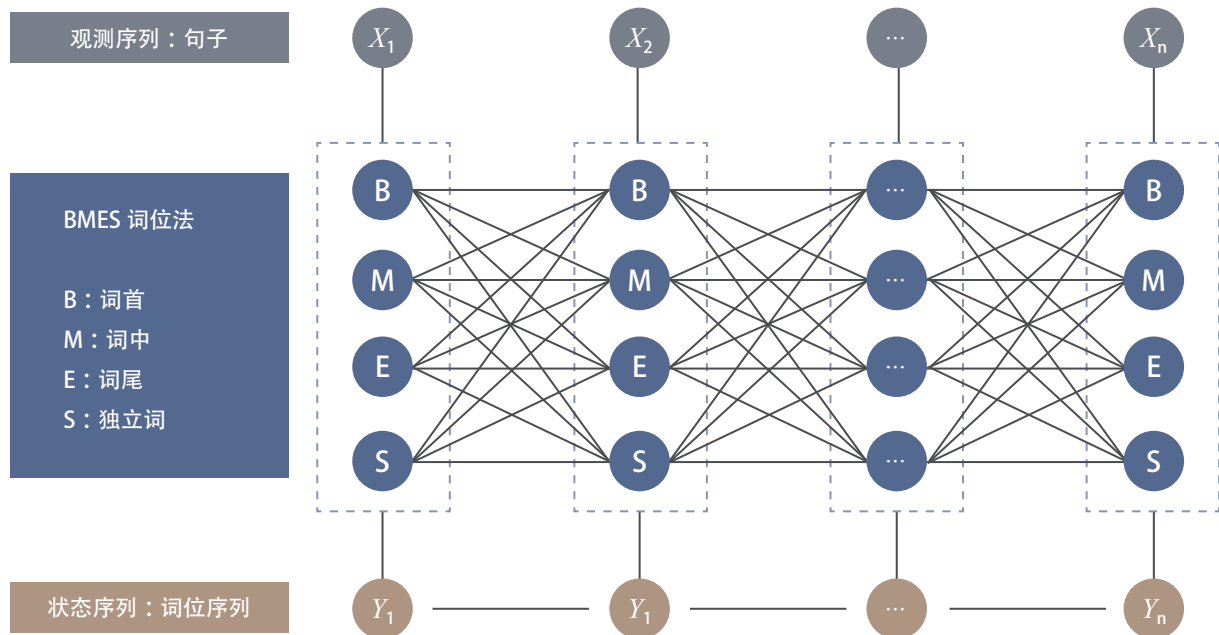 观测序列：句子 X1 X2 ... Xn
BMES 词位法
B：词首
M：词中
E：词尾
S：独立词
B B ... B
M M ... M
E E ... E
S S ... S
状态序列：词位序列 Y1 Y1 ... Yn